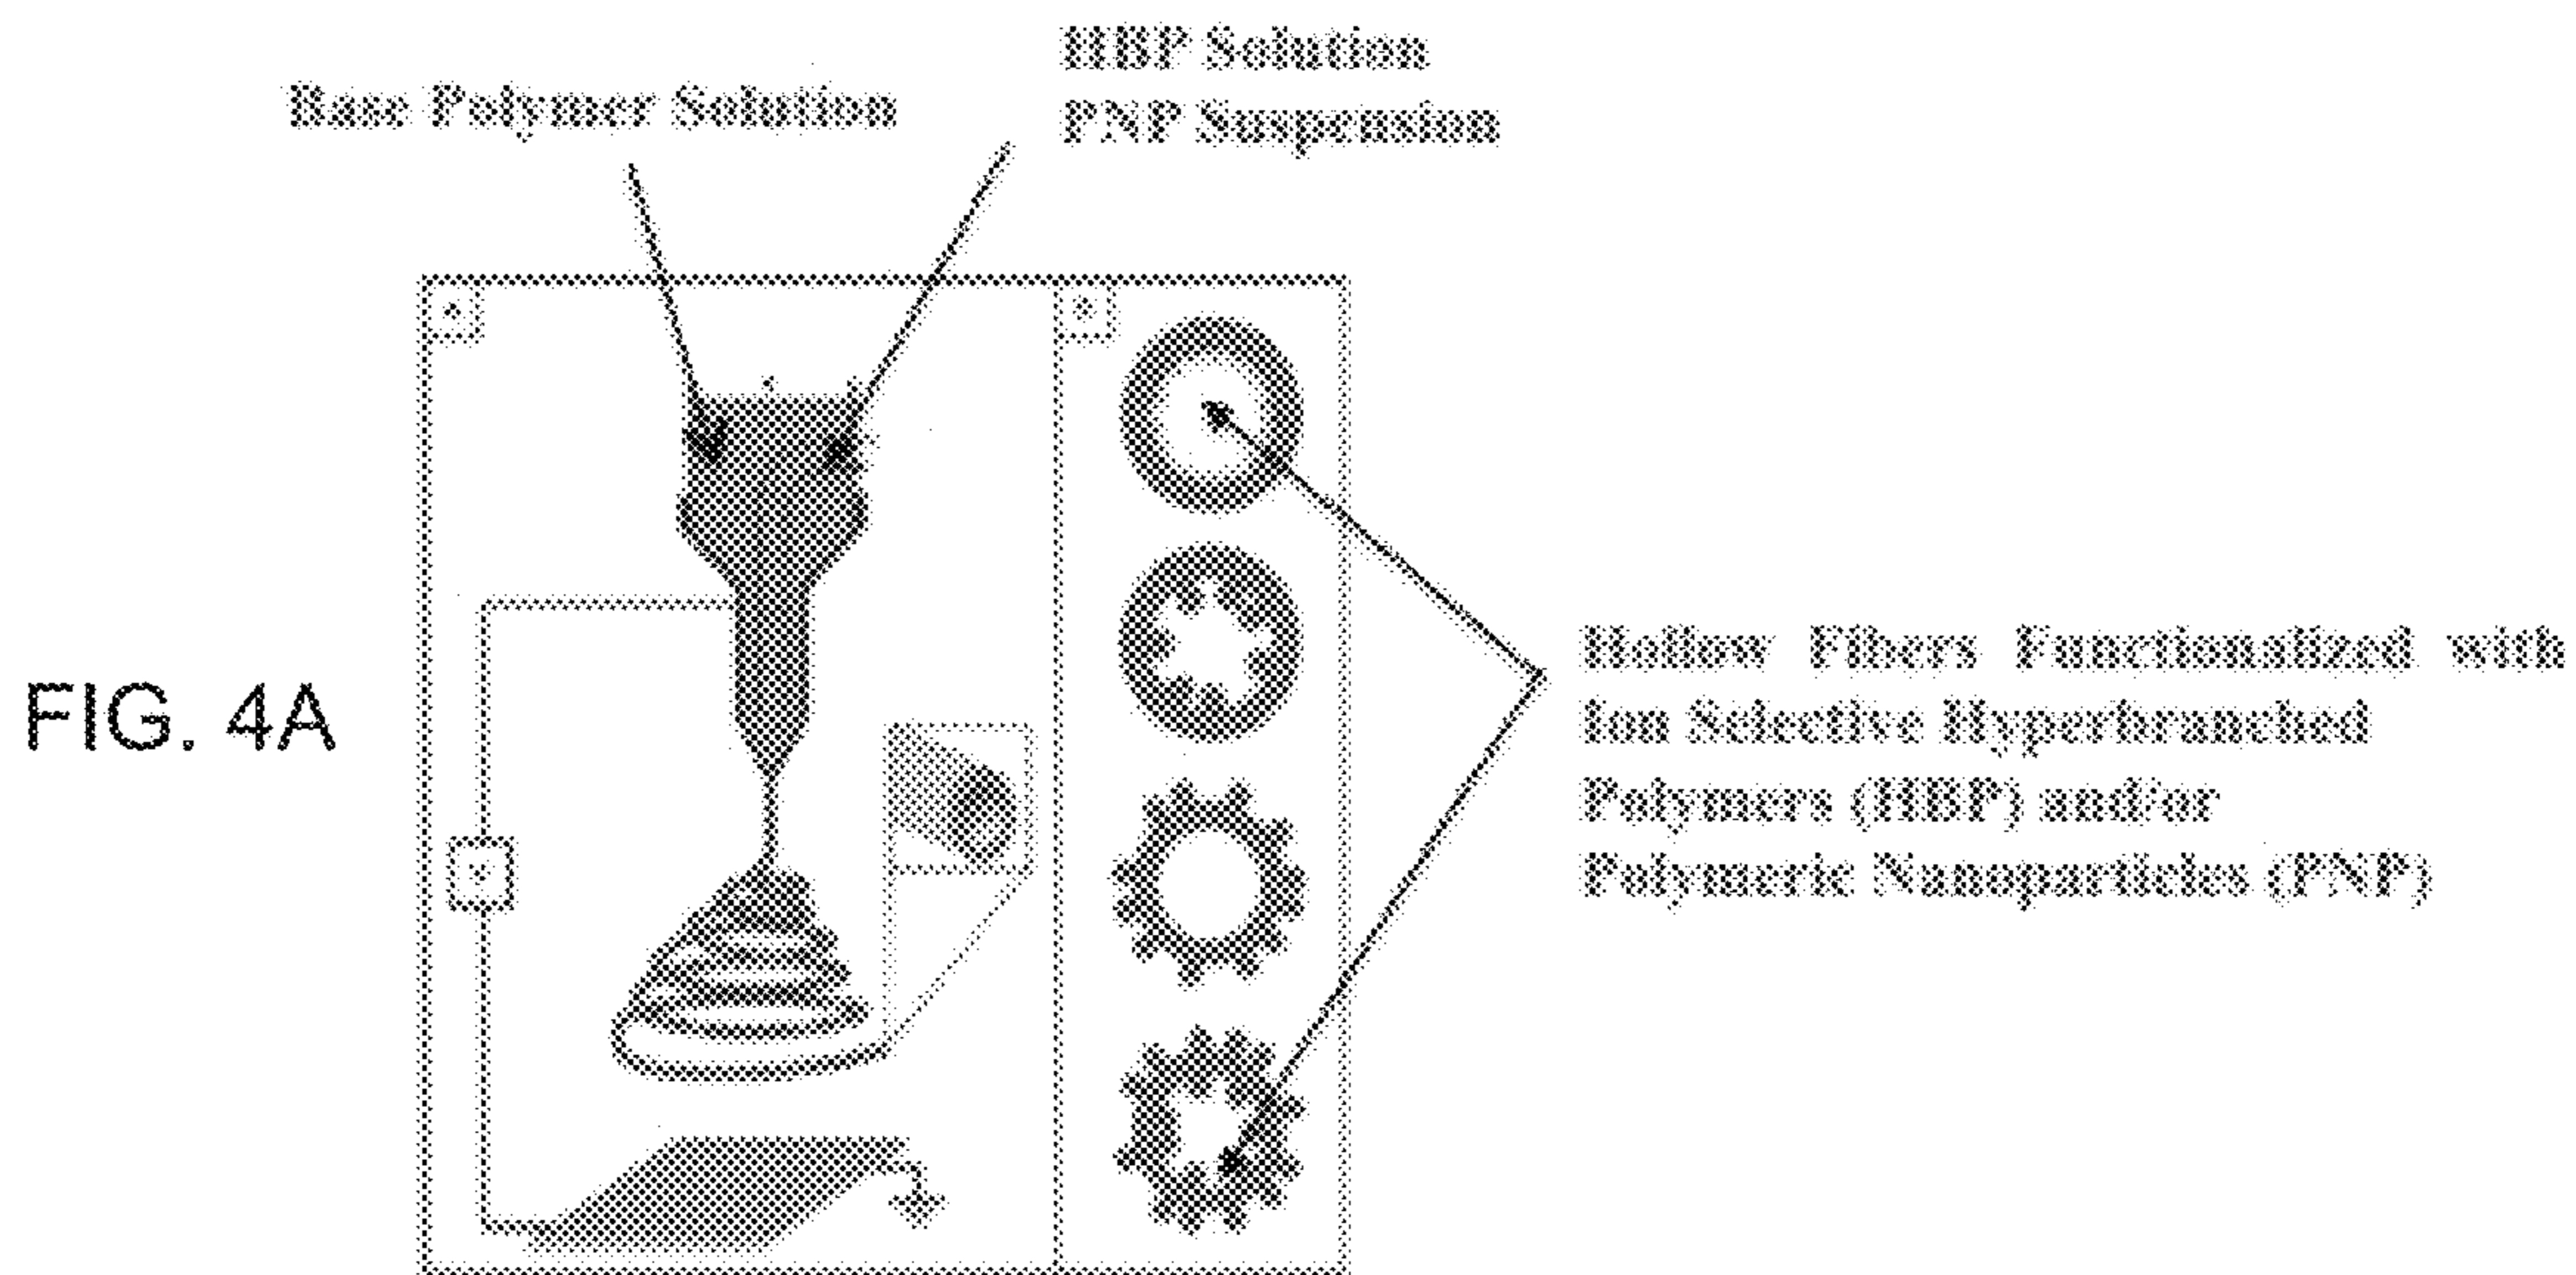 HBP Solution
Base Polymer Solution
PNP Suspension
FIG. 4A
Hollow Fibers Functionalized with
Ion Selective Hyperbranched
Polymers (HBP) and/or
Polymeric Nanoparticles (PNP)